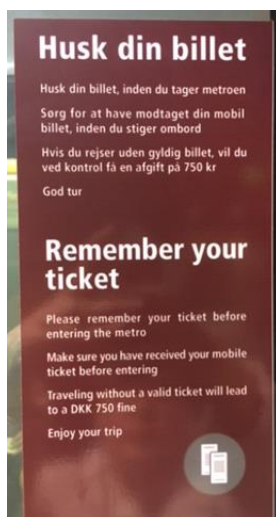 Husk din billet
Husk din billet, inden du tager metroen
Sørg for at have modtaget din mobil
billet, inden du stiger ombord
Hvis du rejser uden gyldig billet, vil du
ved kontrol få en afgift på 750 kr
God tur
Remember your
ticket
Please remember your ticket before
entering the metro
Make sure you have received your mobile
ticket before entering
Traveling without a valid ticket will lead
to a DKK 750 fine
Enjoy your trip